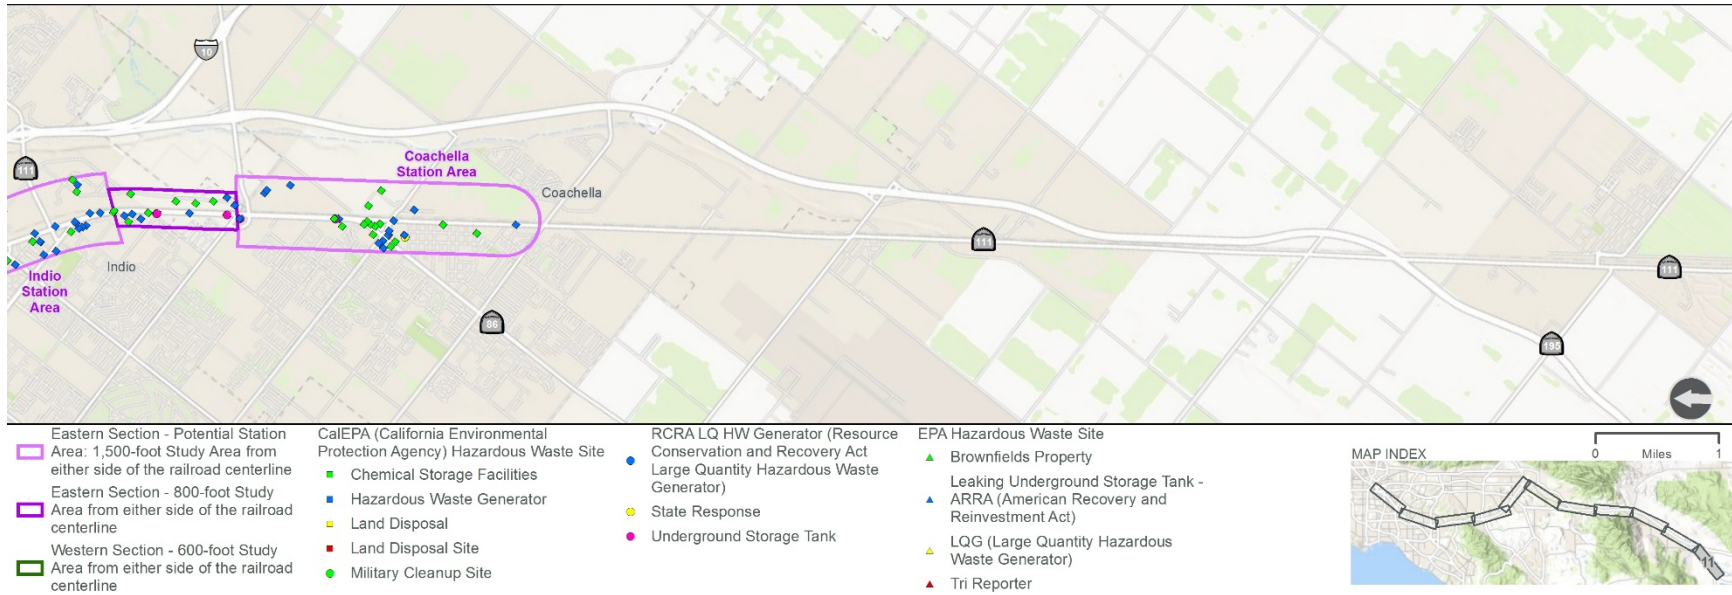 10
Coachella
Station Area
111
Coachella
Indio
Indio
Station
Area
111
111
86
195
Eastern Section - Potential Station
Area: 1,500-foot Study Area from
either side of the railroad centerline
Eastern Section - 800-foot Study
Area from either side of the railroad
centerline
Western Section - 600-foot Study
Area from either side of the railroad
centerline
CalEPA (California Environmental
Protection Agency) Hazardous Waste Site
Chemical Storage Facilities
Hazardous Waste Generator
Land Disposal
Land Disposal Site
Military Cleanup Site
RCRA LQ HW Generator (Resource
Conservation and Recovery Act
Large Quantity Hazardous Waste
Generator)
State Response
Underground Storage Tank
EPA Hazardous Waste Site
Brownfields Property
Leaking Underground Storage Tank -
ARRA (American Recovery and
Reinvestment Act)
LQG (Large Quantity Hazardous
Waste Generator)
Tri Reporter
MAP INDEX
0 Miles 1
11